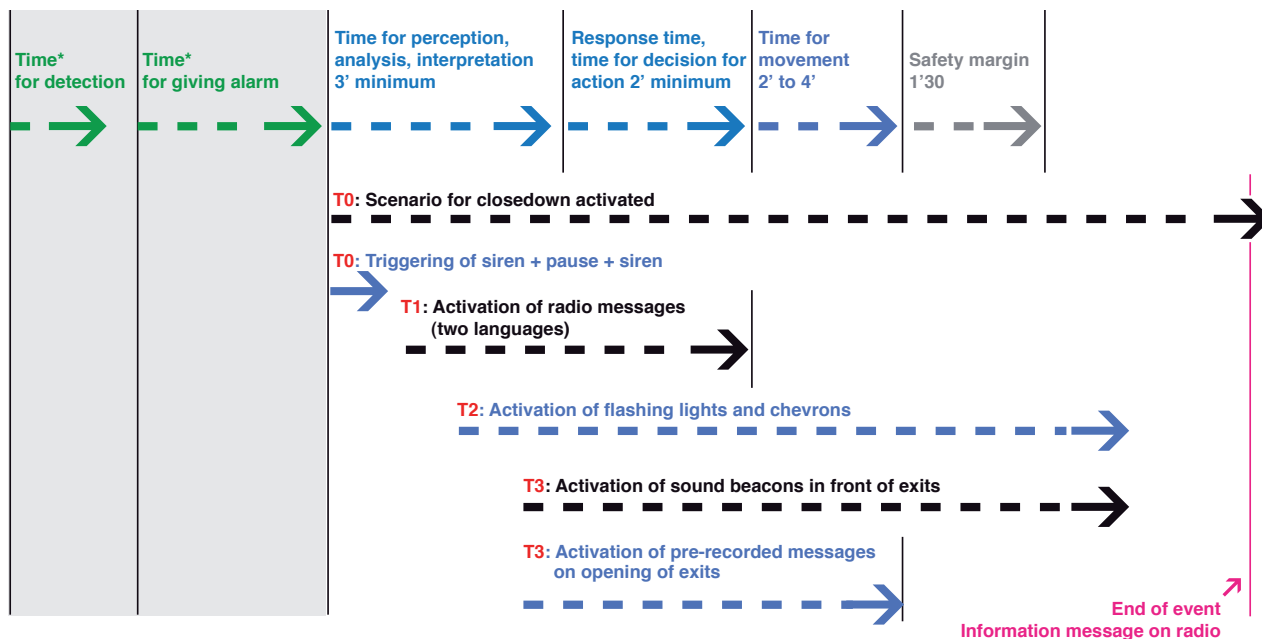 Time*
for detection
Time*
for giving alarm
Time for perception,
analysis, interpretation
3’ minimum
Response time,
time for decision for
action 2’ minimum
Time for
movement
2’ to 4’
Safety margin
1’30
T0: Scenario for closedown activated
T0: Triggering of siren + pause + siren
T1: Activation of radio messages
(two languages)
T2: Activation of flashing lights and chevrons
T3: Activation of sound beacons in front of exits
T3: Activation of pre-recorded messages
on opening of exits
End of event
Information message on radio